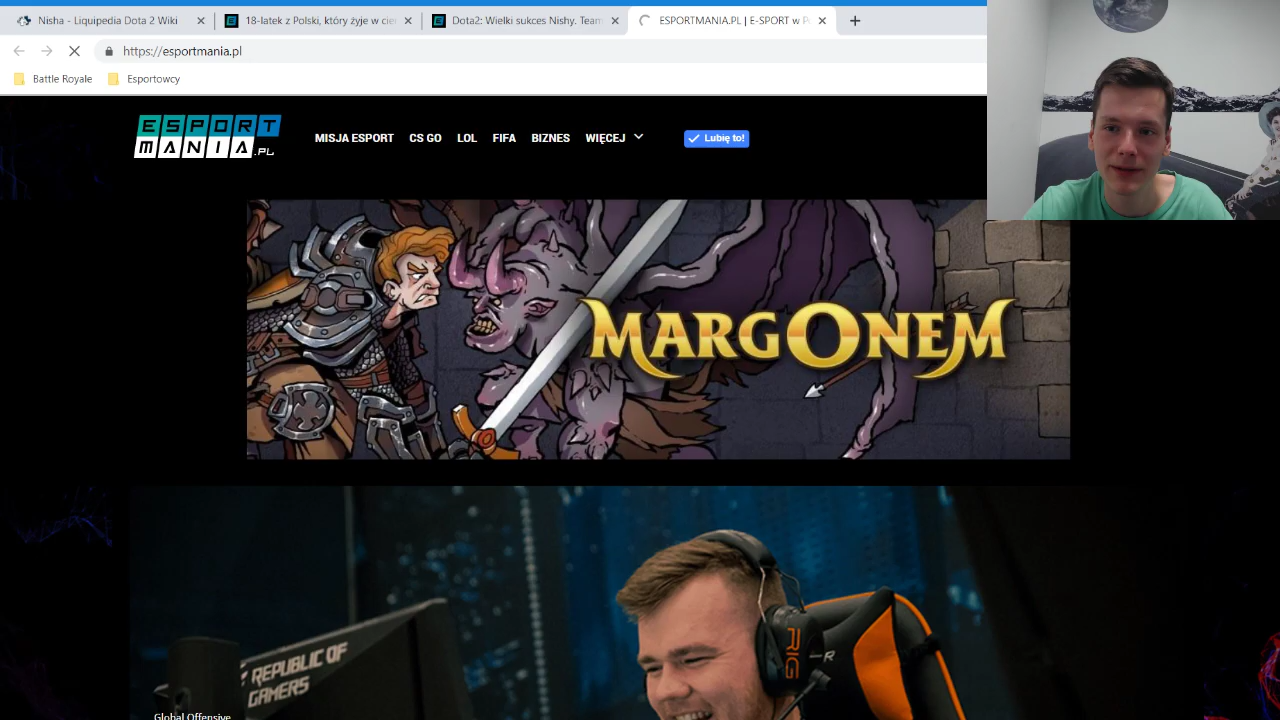 Nisha - Liquipedia Dota 2 Wiki
18-latek z Polski, który żyje w cie
Dota2: Wielki sukces Nishy. Team
ESPORTMANIA.PL | E-SPORT w P
https://esportmania.pl
Battle Royale
Esportowcy
ESPORT
MANIA.PL
MISJA ESPORT
CS GO
LOL
FIFA
BIZNES
WIĘCEJ
Lubię to!
MARGONEM
REPUBLIC OF
GAMERS
RIG
Global Offensive